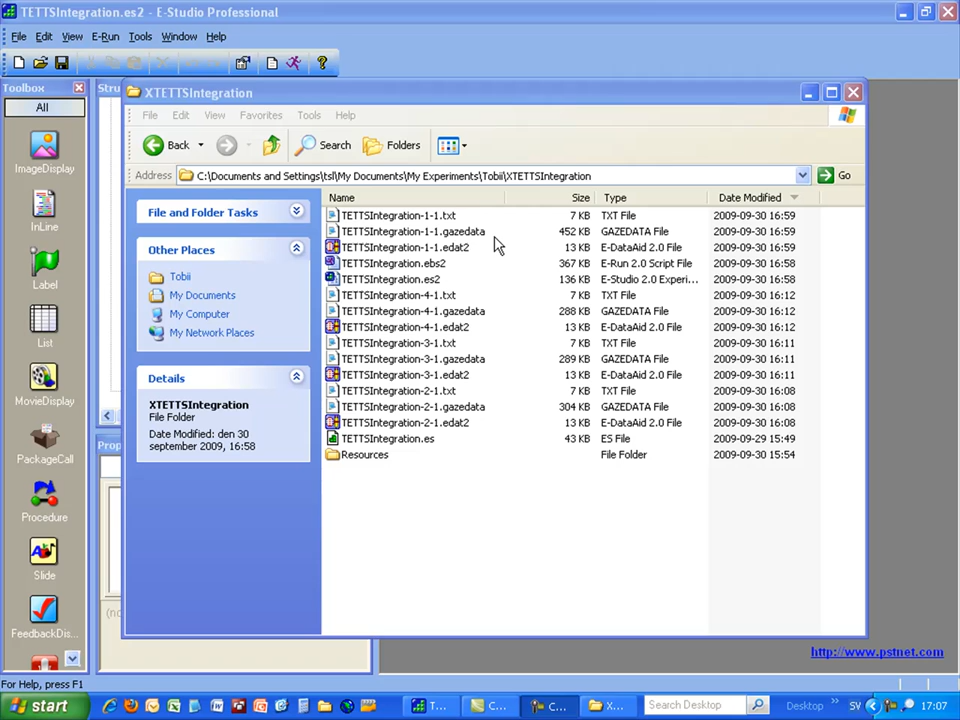 TETTSIntegration.es2 - E-Studio Professional
File Edit View E-Run Tools Window Help
Toolbox
All
ImageDisplay
InLine
Label
List
MovieDisplay
PackageCall
Procedure
Slide
FeedbackDis...
Stru
Prop
XTETTSIntegration
File Edit View Favorites Tools Help
Back Search Folders
Address C:\Documents and Settings\tsl\My Documents\My Experiments\Tobii\XTETTSIntegration Go
File and Folder Tasks
Other Places
Tobii
My Documents
My Computer
My Network Places
Details
XTETTSIntegration
File Folder
Date Modified: den 30
september 2009, 16:58
Name Size Type Date Modified
TETTSIntegration-1-1.txt 7 KB TXT File 2009-09-30 16:59
TETTSIntegration-1-1.gazedata 452 KB GAZEDATA File 2009-09-30 16:59
TETTSIntegration-1-1.edat2 13 KB E-DataAid 2.0 File 2009-09-30 16:59
TETTSIntegration.ebs2 367 KB E-Run 2.0 Script File 2009-09-30 16:58
TETTSIntegration.es2 136 KB E-Studio 2.0 Experi... 2009-09-30 16:58
TETTSIntegration-4-1.txt 7 KB TXT File 2009-09-30 16:12
TETTSIntegration-4-1.gazedata 288 KB GAZEDATA File 2009-09-30 16:12
TETTSIntegration-4-1.edat2 13 KB E-DataAid 2.0 File 2009-09-30 16:12
TETTSIntegration-3-1.txt 7 KB TXT File 2009-09-30 16:11
TETTSIntegration-3-1.gazedata 289 KB GAZEDATA File 2009-09-30 16:11
TETTSIntegration-3-1.edat2 13 KB E-DataAid 2.0 File 2009-09-30 16:11
TETTSIntegration-2-1.txt 7 KB TXT File 2009-09-30 16:08
TETTSIntegration-2-1.gazedata 304 KB GAZEDATA File 2009-09-30 16:08
TETTSIntegration-2-1.edat2 13 KB E-DataAid 2.0 File 2009-09-30 16:08
TETTSIntegration.es 43 KB ES File 2009-09-29 15:49
Resources File Folder 2009-09-30 15:54
(no
http://www.pstnet.com
For Help, press F1
start T... C... C... X... Search Desktop Desktop SV 17:07